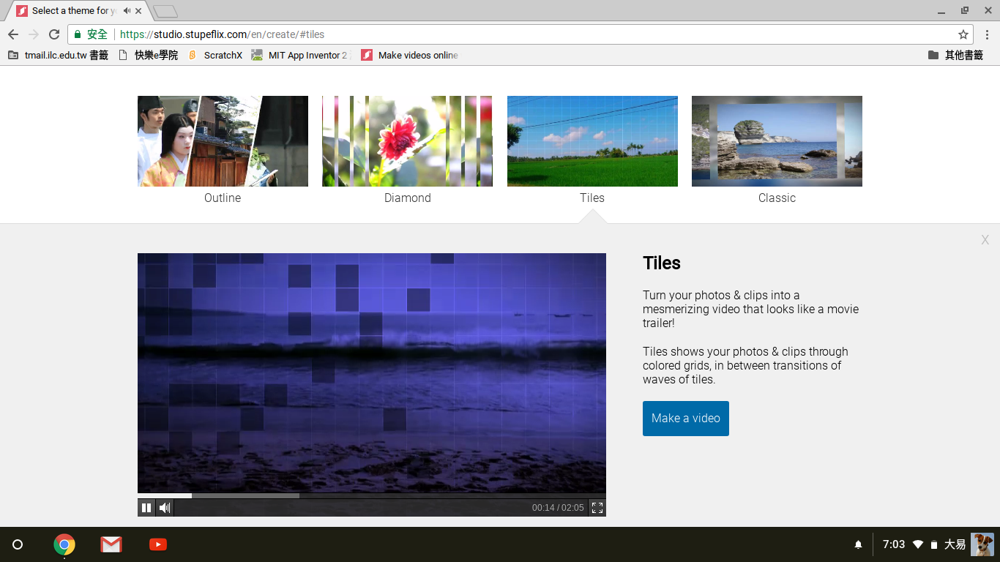 Select a theme for yo
安全
https://studio.stupeflix.com/en/create/#tiles
tmail.ilc.edu.tw 書籤
快樂e學院
ScratchX
MIT App Inventor 2
Make videos online
其他書籤
Outline
Diamond
Tiles
Classic
X
Tiles
Turn your photos & clips into a
mesmerizing video that looks like a movie
trailer!
Tiles shows your photos & clips through
colored grids, in between transitions of
waves of tiles.
Make a video
00:14 / 02:05
7:03
大易